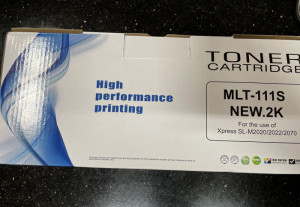 TONER
CARTRIDGE
High
performance
printing
MLT-111S
NEW.2K
For the use of
Xpress SL-M2020/2022/2070